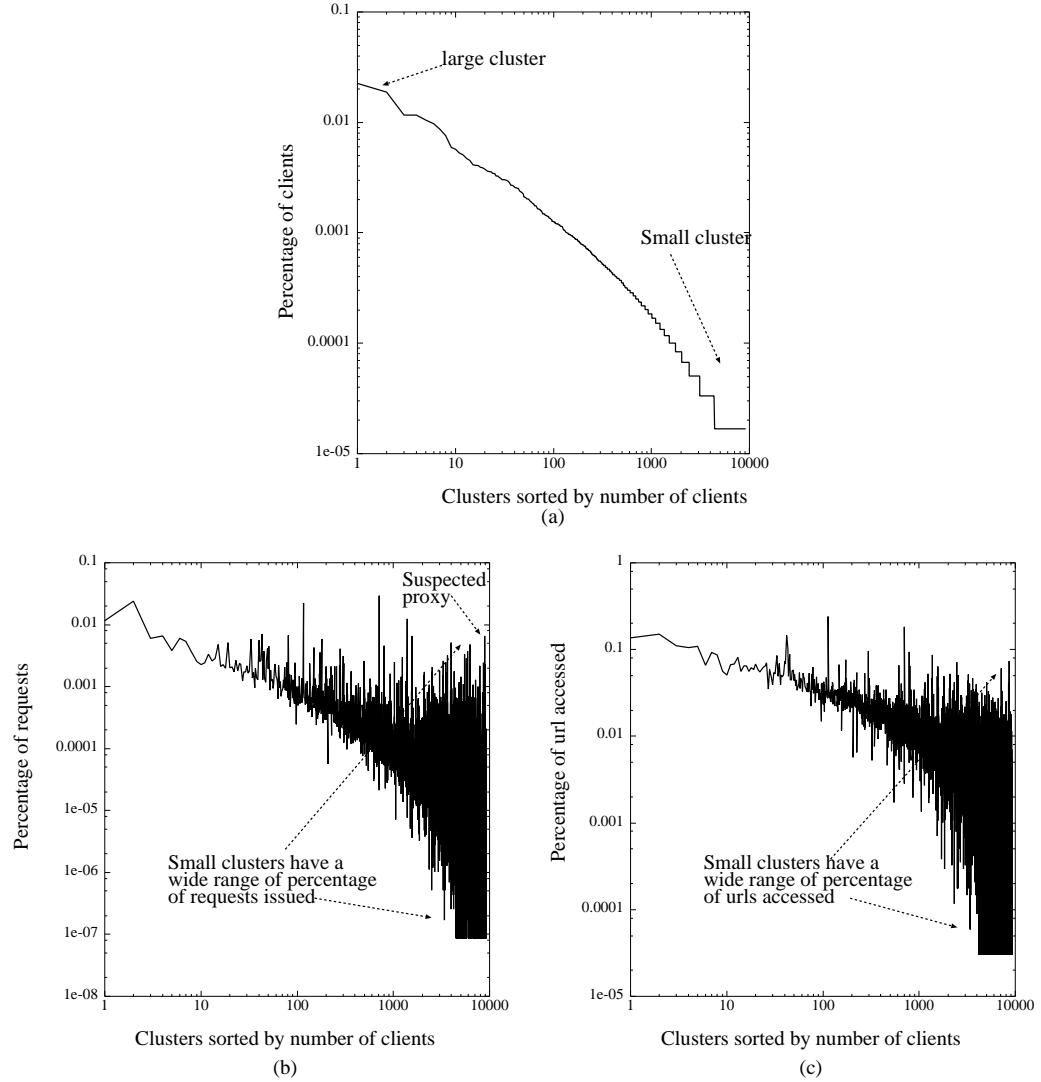 0.1
large cluster
0.01
Percentage of clients
0.001
Small cluster
0.0001
1e-05
1 10 100 1000 10000
Clusters sorted by number of clients
(a)
0.1
Suspected
proxy
0.01
0.001
Percentage of requests
0.0001
1e-05
1e-06
Small clusters have a
wide range of percentage
of requests issued
1e-07
1e-08
1 10 100 1000 10000
Clusters sorted by number of clients
(b)
1
0.1
Percentage of url accessed
0.01
0.001
Small clusters have a
wide range of percentage
of urls accessed
0.0001
1e-05
1 10 100 1000 10000
Clusters sorted by number of clients
(c)